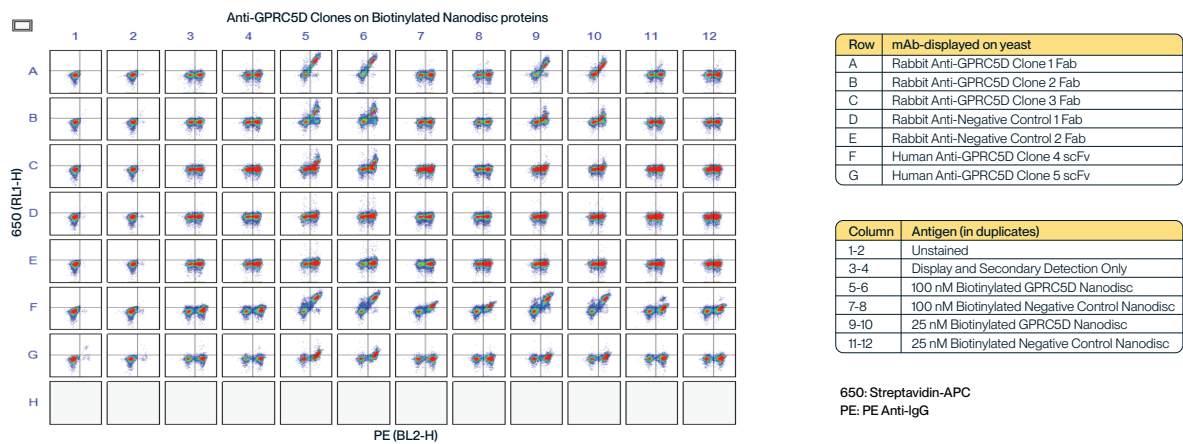 Anti-GPRC5D Clones on Biotinylated Nanodisc proteins
1 2 3 4 5 6 7 8 9 10 11 12
A
B
C
D
E
F
G
H
650 (RL1-H)
PE (BL2-H)
Row mAb-displayed on yeast
A Rabbit Anti-GPRC5D Clone 1 Fab
B Rabbit Anti-GPRC5D Clone 2 Fab
C Rabbit Anti-GPRC5D Clone 3 Fab
D Rabbit Anti-Negative Control 1 Fab
E Rabbit Anti-Negative Control 2 Fab
F Human Anti-GPRC5D Clone 4 scFv
G Human Anti-GPRC5D Clone 5 scFv
Column Antigen (in duplicates)
1-2 Unstained
3-4 Display and Secondary Detection Only
5-6 100 nM Biotinylated GPRC5D Nanodisc
7-8 100 nM Biotinylated Negative Control Nanodisc
9-10 25 nM Biotinylated GPRC5D Nanodisc
11-12 25 nM Biotinylated Negative Control Nanodisc
650: Streptavidin-APC
PE: PE Anti-IgG